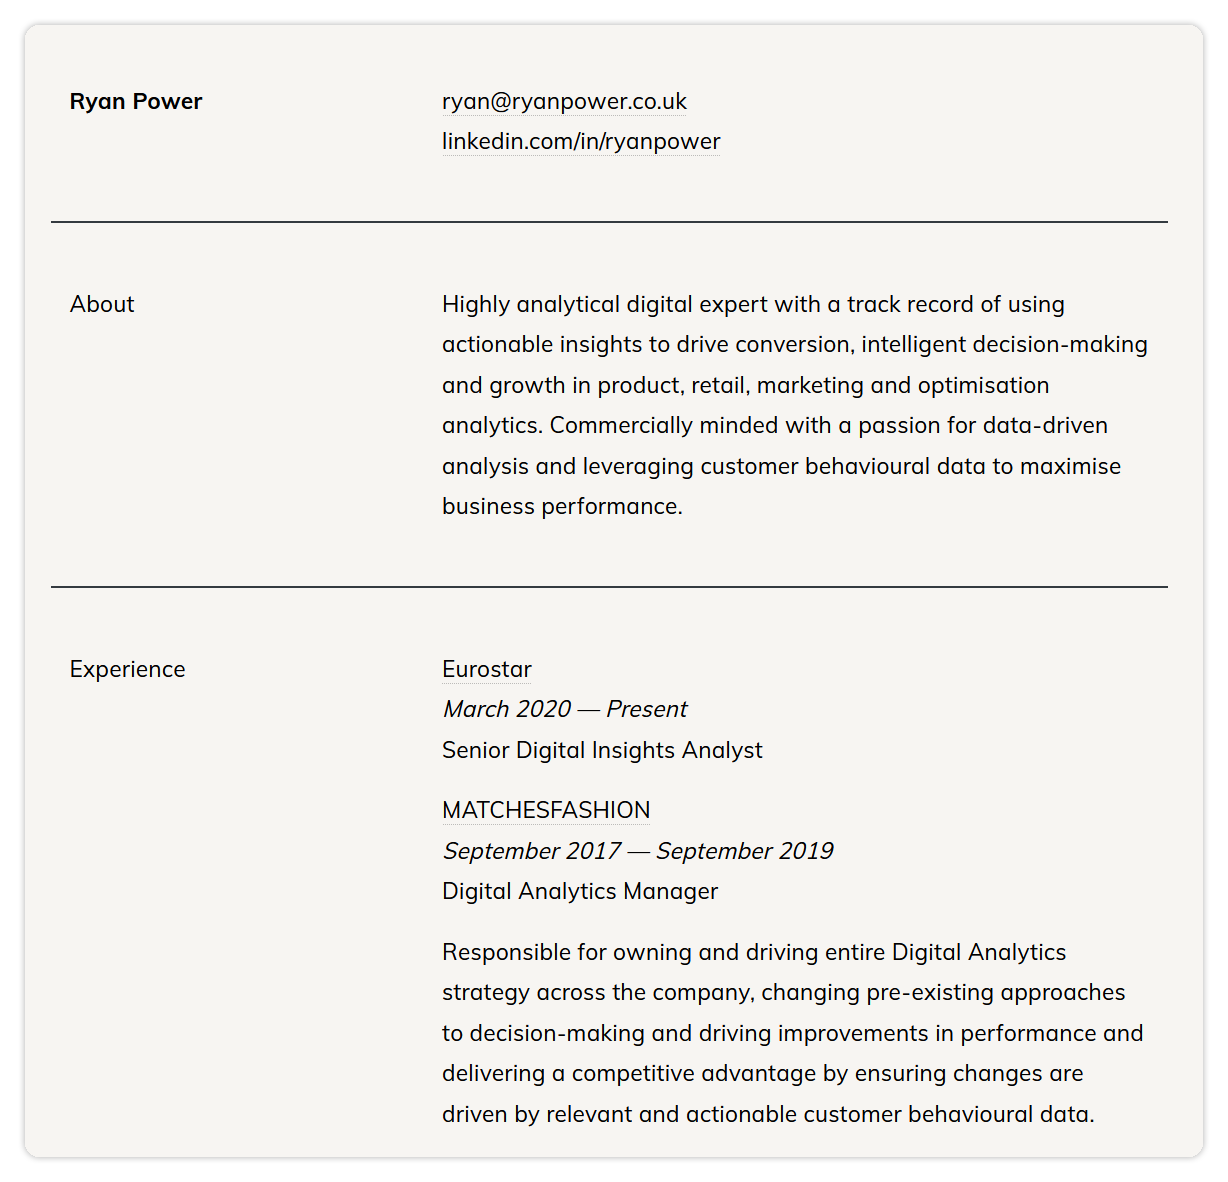 Ryan Power
ryan@ryanpower.co.uk
linkedin.com/in/ryanpower
About
Highly analytical digital expert with a track record of using
actionable insights to drive conversion, intelligent decision-making
and growth in product, retail, marketing and optimisation
analytics. Commercially minded with a passion for data-driven
analysis and leveraging customer behavioural data to maximise
business performance.
Experience
Eurostar
March 2020 — Present
Senior Digital Insights Analyst
MATCHESFASHION
September 2017 — September 2019
Digital Analytics Manager
Responsible for owning and driving entire Digital Analytics
strategy across the company, changing pre-existing approaches
to decision-making and driving improvements in performance and
delivering a competitive advantage by ensuring changes are
driven by relevant and actionable customer behavioural data.